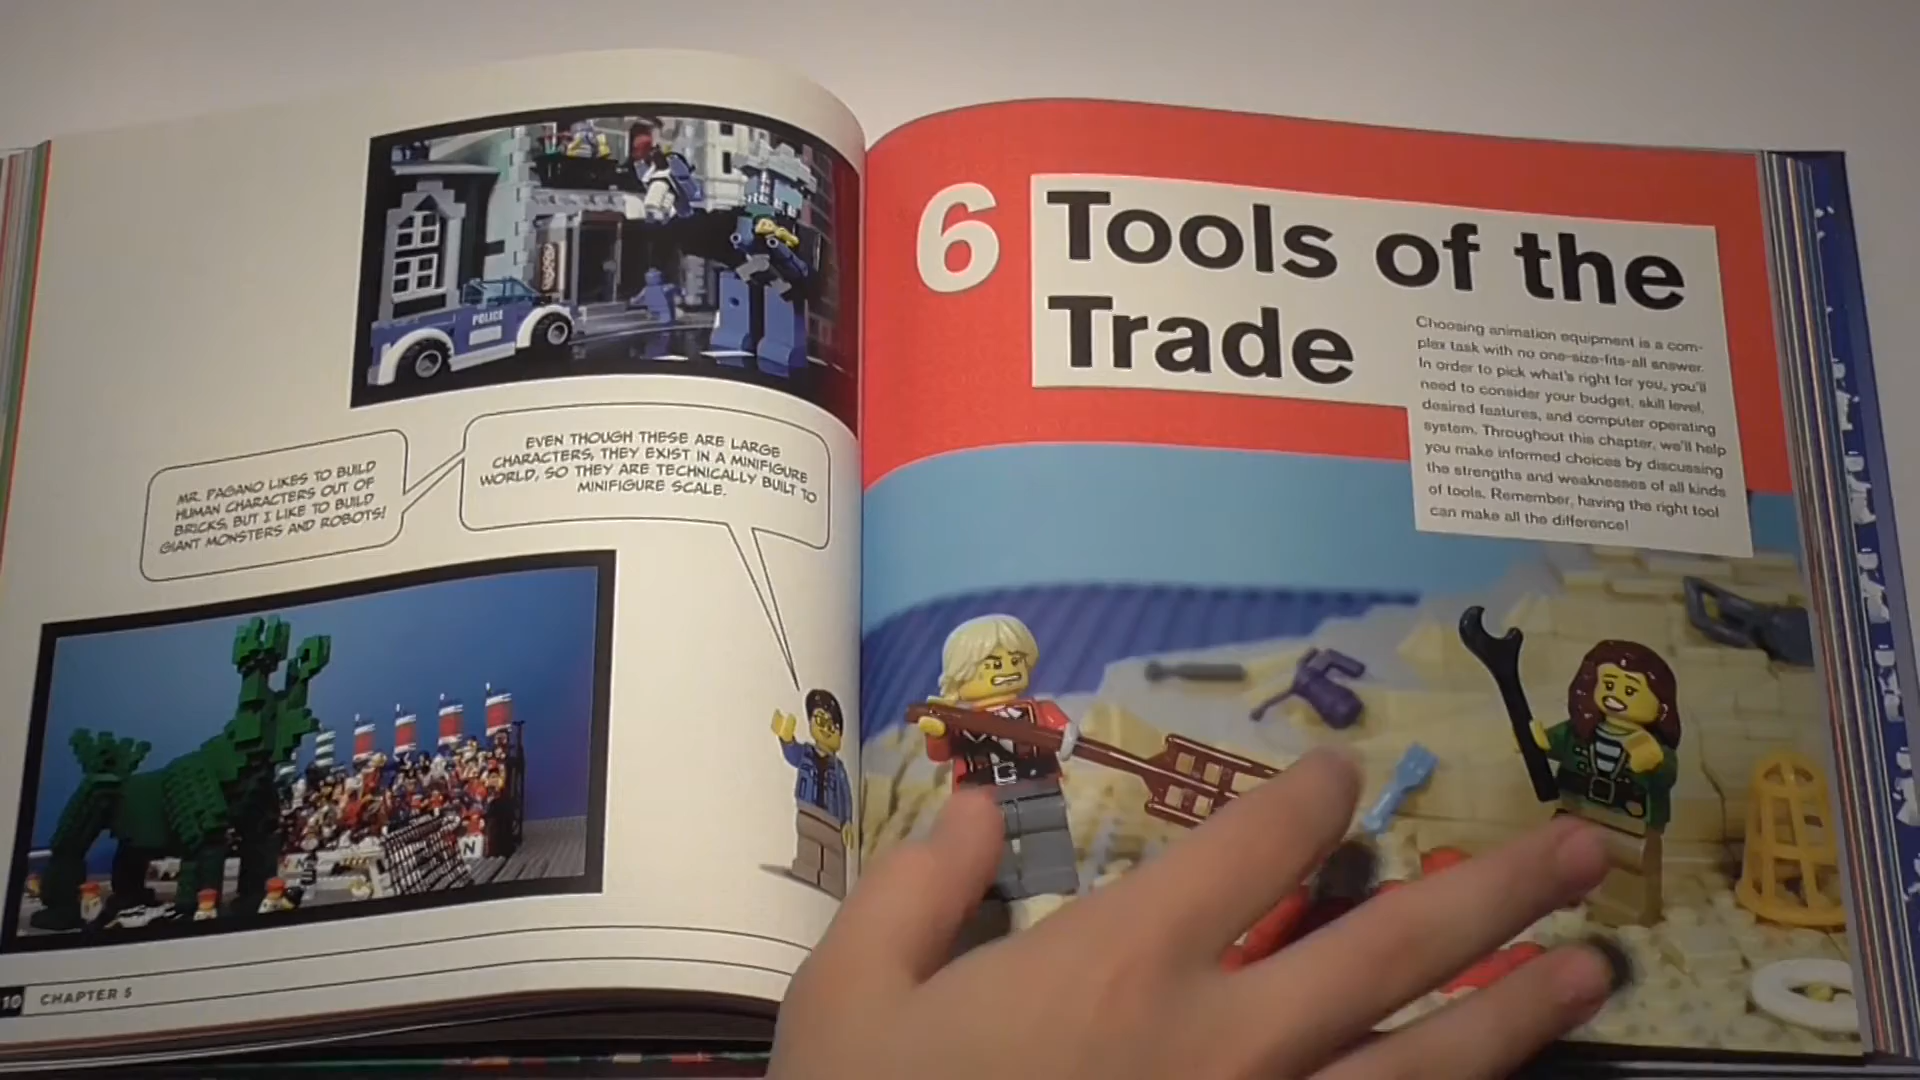 POLICE
MR. PAGANO LIKES TO BUILD
HUMAN CHARACTERS OUT OF
BRICKS, BUT I LIKE TO BUILD
GIANT MONSTERS AND ROBOTS!
EVEN THOUGH THESE ARE LARGE
CHARACTERS, THEY EXIST IN A MINIFIGURE
WORLD, SO THEY ARE TECHNICALLY BUILT TO
MINIFIGURE SCALE.
10 CHAPTER 5
6 Tools of the
Trade
Choosing animation equipment is a com-
plex task with no one-size-fits-all answer.
In order to pick what's right for you, you'll
need to consider your budget, skill level,
desired features, and computer operating
system. Throughout this chapter, we'll help
you make informed choices by discussing
the strengths and weaknesses of all kinds
of tools. Remember, having the right tool
can make all the difference!